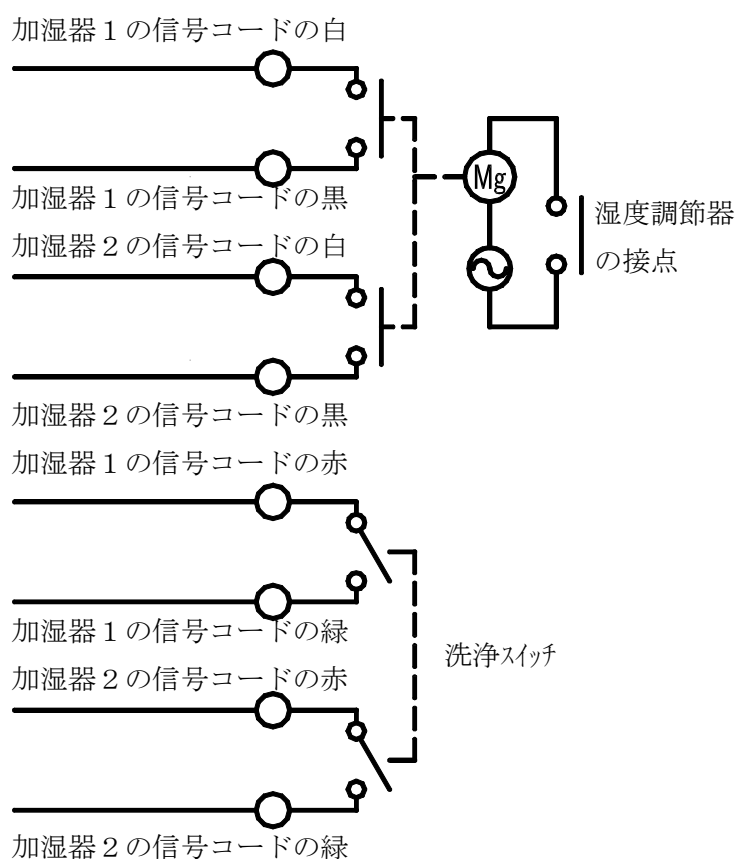 加湿器１の信号コードの白
加湿器１の信号コードの黒
加湿器２の信号コードの白
Mg
湿度調節器
の接点
加湿器２の信号コードの黒
加湿器１の信号コードの赤
加湿器１の信号コードの緑
洗浄ｽｲｯﾁ
加湿器２の信号コードの赤
加湿器２の信号コードの緑